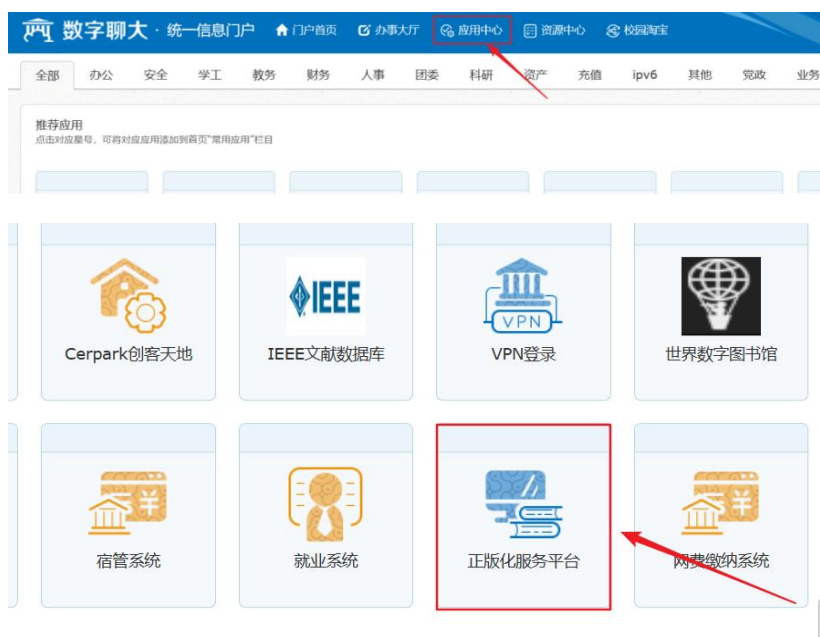 数字聊大·统一信息门户 门户首页 办事大厅 应用中心 资源中心 校园淘宝
全部 办公 安全 学工 教务 财务 人事 团委 科研 资产 充值 ipv6 其他 党政 业务
推荐应用
点击对应星号，可将对应应用添加到首页"常用应用"栏目
IEEE
VPN
Cerpark创客天地 IEEE文献数据库 VPN登录 世界数字图书馆
宿管系统 就业系统 正版化服务平台 网费缴纳系统